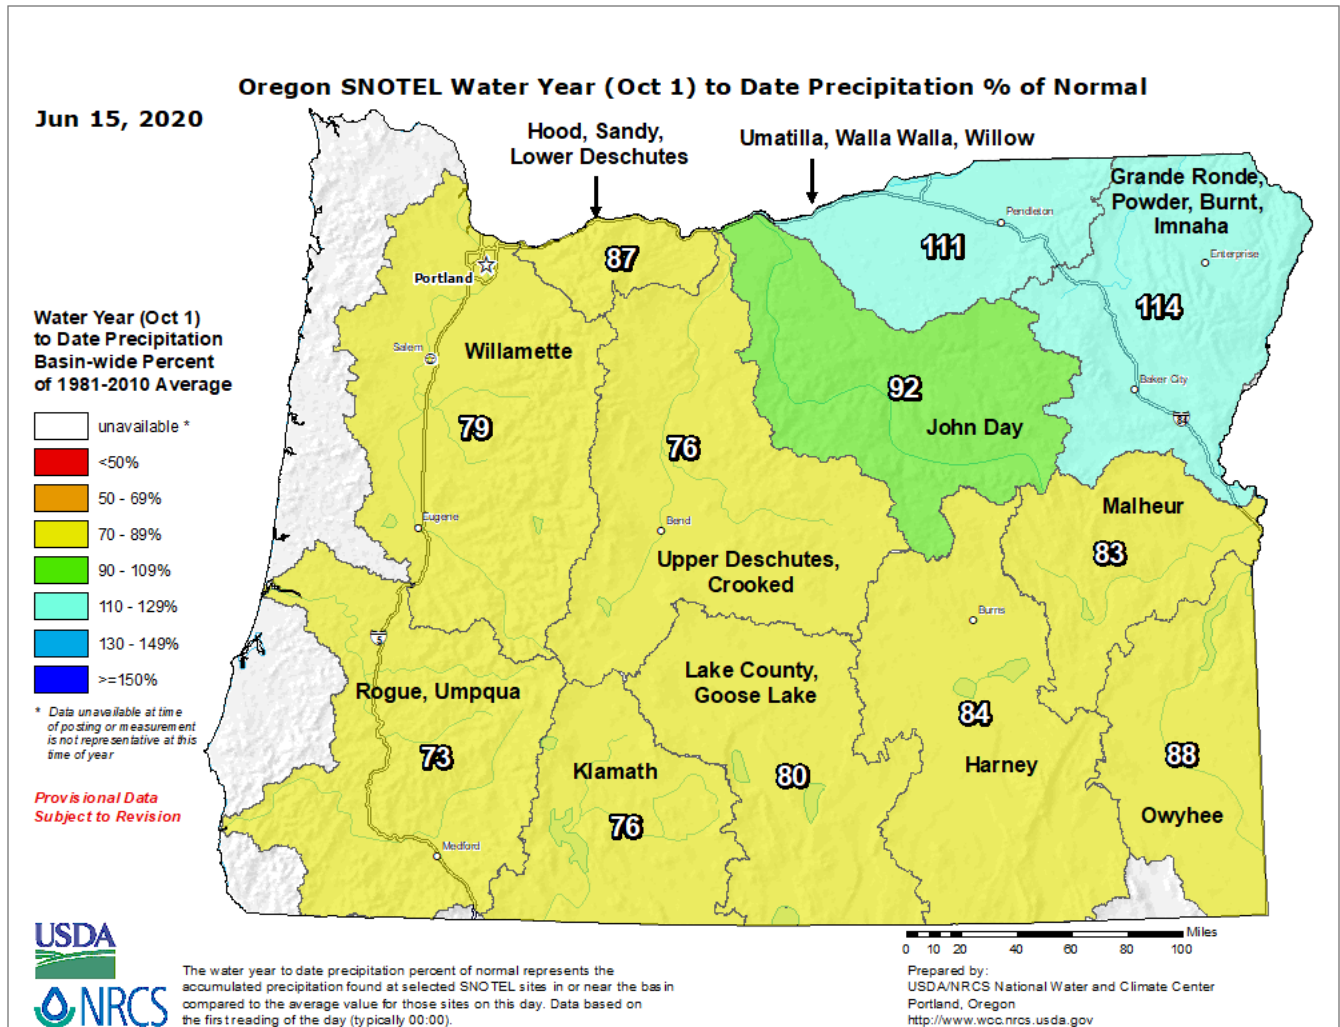 Oregon SNOTEL Water Year (Oct 1) to Date Precipitation % of Normal
Jun 15, 2020
Hood, Sandy,
Lower Deschutes
Umatilla, Walla Walla, Willow
Grande Ronde,
Powder, Burnt,
Imnaha
Pendleton
Enterprise
111
87
114
Portland
Water Year (Oct 1)
to Date Precipitation
Basin-wide Percent
of 1981-2010 Average
unavailable *
<50%
50 - 69%
70 - 89%
90 - 109%
110 - 129%
130 - 149%
>=150%
* Data unavailable at time
of posting or measurement
is not representative at this
time of year
Provisional Data
Subject to Revision
Salem
Willamette
79
Eugene
76
Bend
Upper Deschutes,
Crooked
92
John Day
Baker City
84
Malheur
83
Burns
5
Rogue, Umpqua
73
Medford
Klamath
76
Lake County,
Goose Lake
80
84
Harney
88
Owyhee
0 10 20 40 60 80 100 Miles
USDA
NRCS
The water year to date precipitation percent of normal represents the
accumulated precipitation found at selected SNOTEL sites in or near the basin
compared to the average value for those sites on this day. Data based on
the first reading of the day (typically 00:00).
Prepared by:
USDA/NRCS National Water and Climate Center
Portland, Oregon
http://www.wcc.nrcs.usda.gov